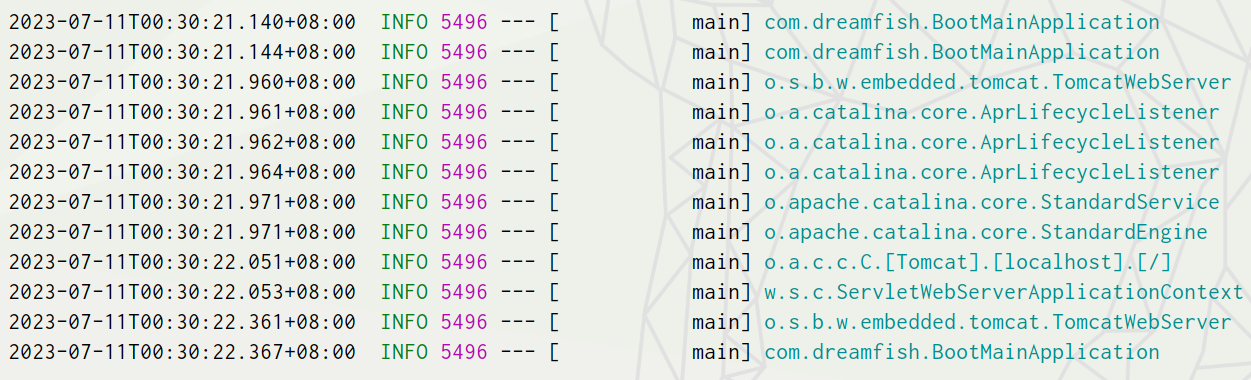 2023-07-11T00:30:21.140+08:00  INFO 5496 --- [           main] com.dreamfish.BootMainApplication
2023-07-11T00:30:21.144+08:00  INFO 5496 --- [           main] com.dreamfish.BootMainApplication
2023-07-11T00:30:21.960+08:00  INFO 5496 --- [           main] o.s.b.w.embedded.tomcat.TomcatWebServer
2023-07-11T00:30:21.961+08:00  INFO 5496 --- [           main] o.a.catalina.core.AprLifecycleListener
2023-07-11T00:30:21.962+08:00  INFO 5496 --- [           main] o.a.catalina.core.AprLifecycleListener
2023-07-11T00:30:21.964+08:00  INFO 5496 --- [           main] o.a.catalina.core.AprLifecycleListener
2023-07-11T00:30:21.971+08:00  INFO 5496 --- [           main] o.apache.catalina.core.StandardService
2023-07-11T00:30:21.971+08:00  INFO 5496 --- [           main] o.apache.catalina.core.StandardEngine
2023-07-11T00:30:22.051+08:00  INFO 5496 --- [           main] o.a.c.c.C.[Tomcat].[localhost].[/]
2023-07-11T00:30:22.053+08:00  INFO 5496 --- [           main] w.s.c.ServletWebServerApplicationContext
2023-07-11T00:30:22.361+08:00  INFO 5496 --- [           main] o.s.b.w.embedded.tomcat.TomcatWebServer
2023-07-11T00:30:22.367+08:00  INFO 5496 --- [           main] com.dreamfish.BootMainApplication